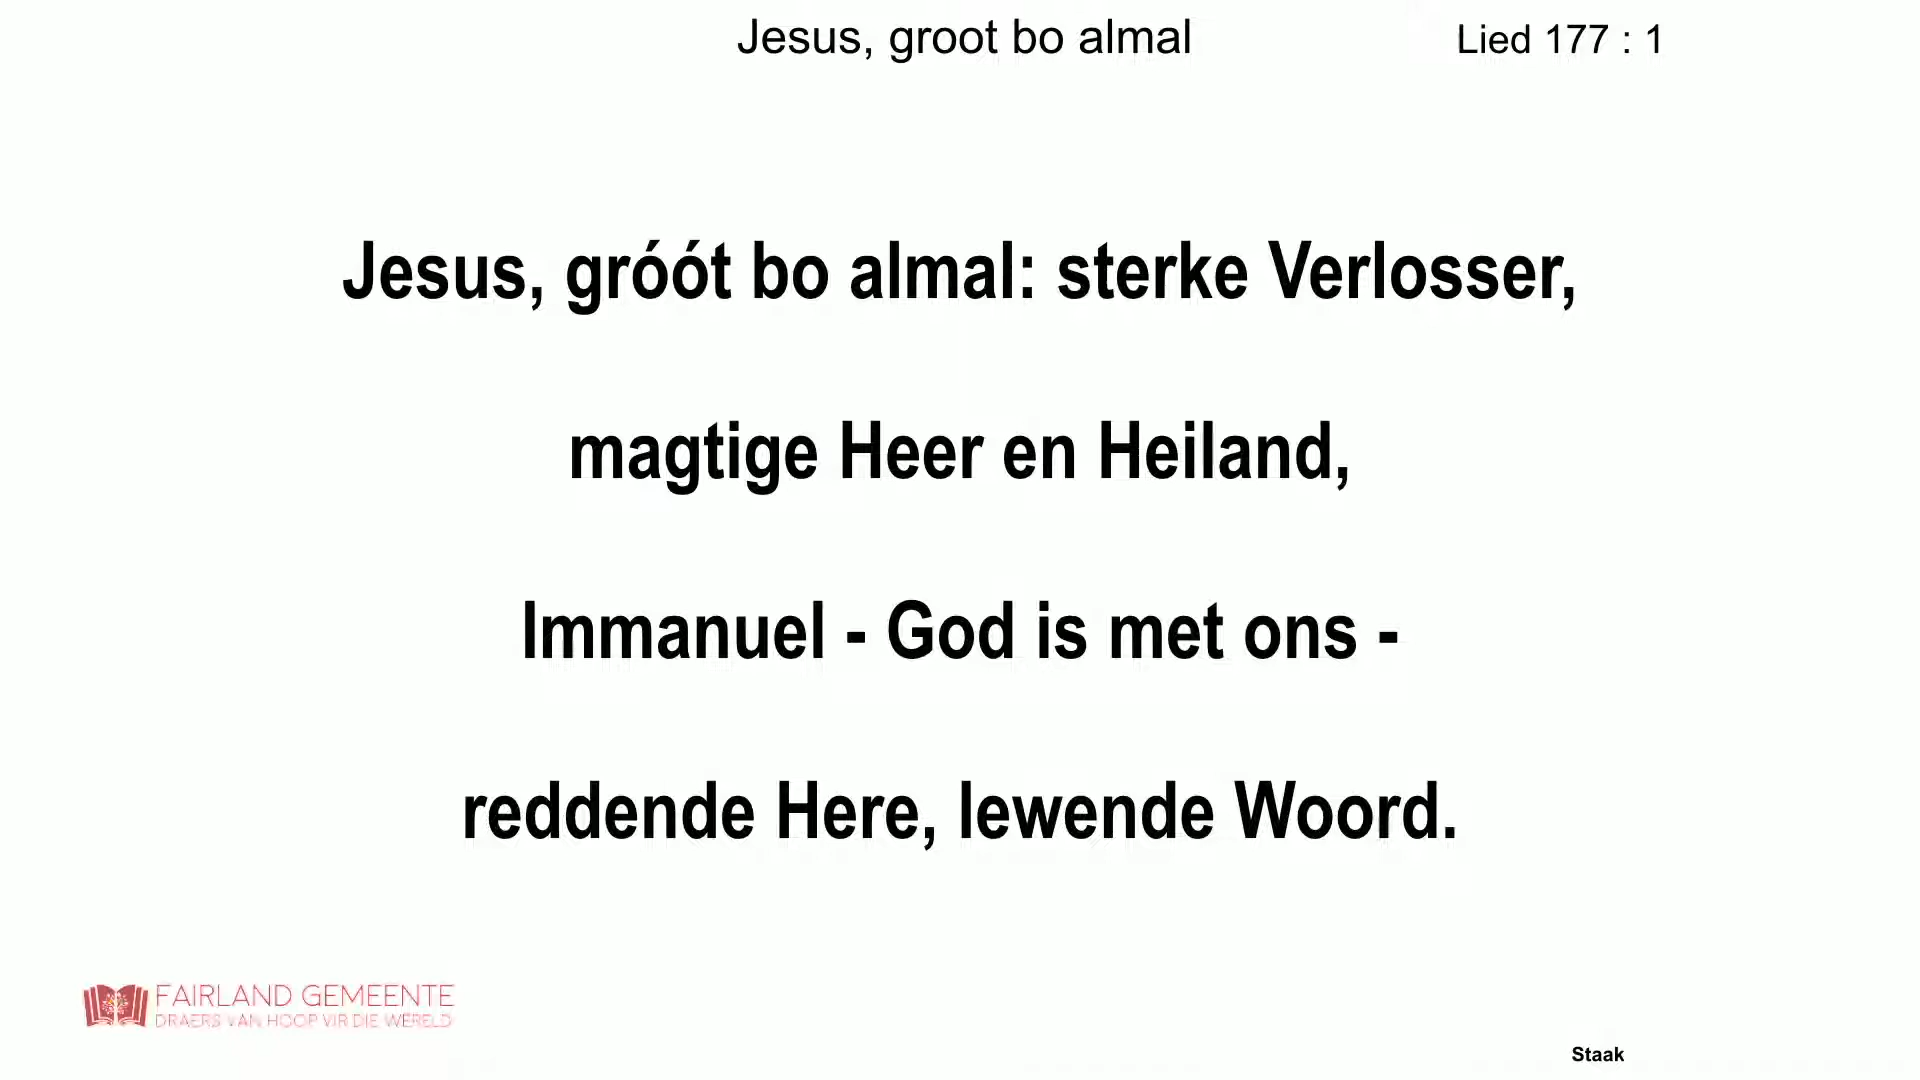 Jesus, groot bo almal
Lied 177 : 1
Jesus, gróót bo almal: sterke Verlosser,
magtige Heer en Heiland,
Immanuel - God is met ons -
reddende Here, lewende Woord.
FAIRLAND GEMEENTE
DRAERS VAN HOOP VIR DIE WÊRELD
Staak